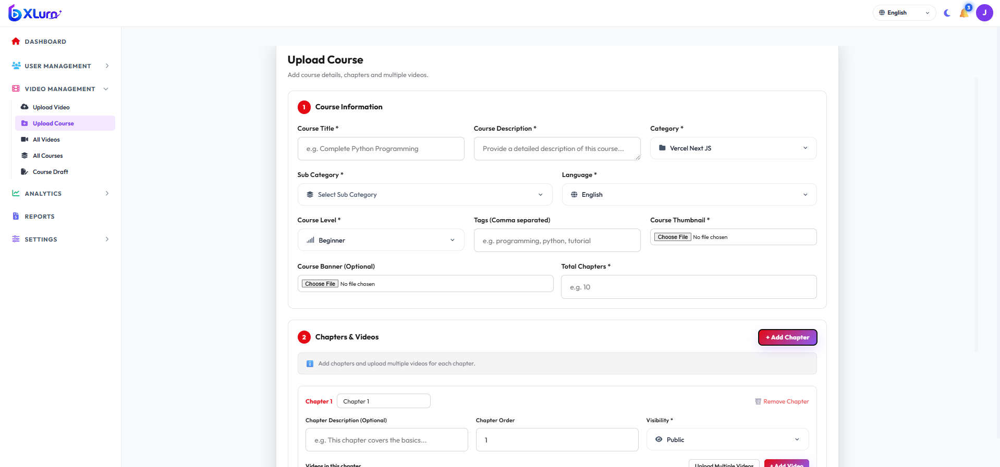 XLurn
English
3
J
DASHBOARD
USER MANAGEMENT
VIDEO MANAGEMENT
Upload Video
Upload Course
All Videos
All Courses
Course Draft
ANALYTICS
REPORTS
SETTINGS
Upload Course
Add course details, chapters and multiple videos.
1 Course Information
Course Title * Course Description * Category *
e.g. Complete Python Programming Provide a detailed description of this course... Vercel Next JS
Sub Category * Language *
Select Sub Category English
Course Level * Tags (Comma separated) Course Thumbnail *
Beginner e.g. programming, python, tutorial Choose File No file chosen
Course Banner (Optional) Total Chapters *
Choose File No file chosen e.g. 10
2 Chapters & Videos + Add Chapter
i Add chapters and upload multiple videos for each chapter.
Chapter 1 Chapter 1 Remove Chapter
Chapter Description (Optional) Chapter Order Visibility *
e.g. This chapter covers the basics... 1 Public
Videos in this chapter Upload Multiple Videos + Add Video